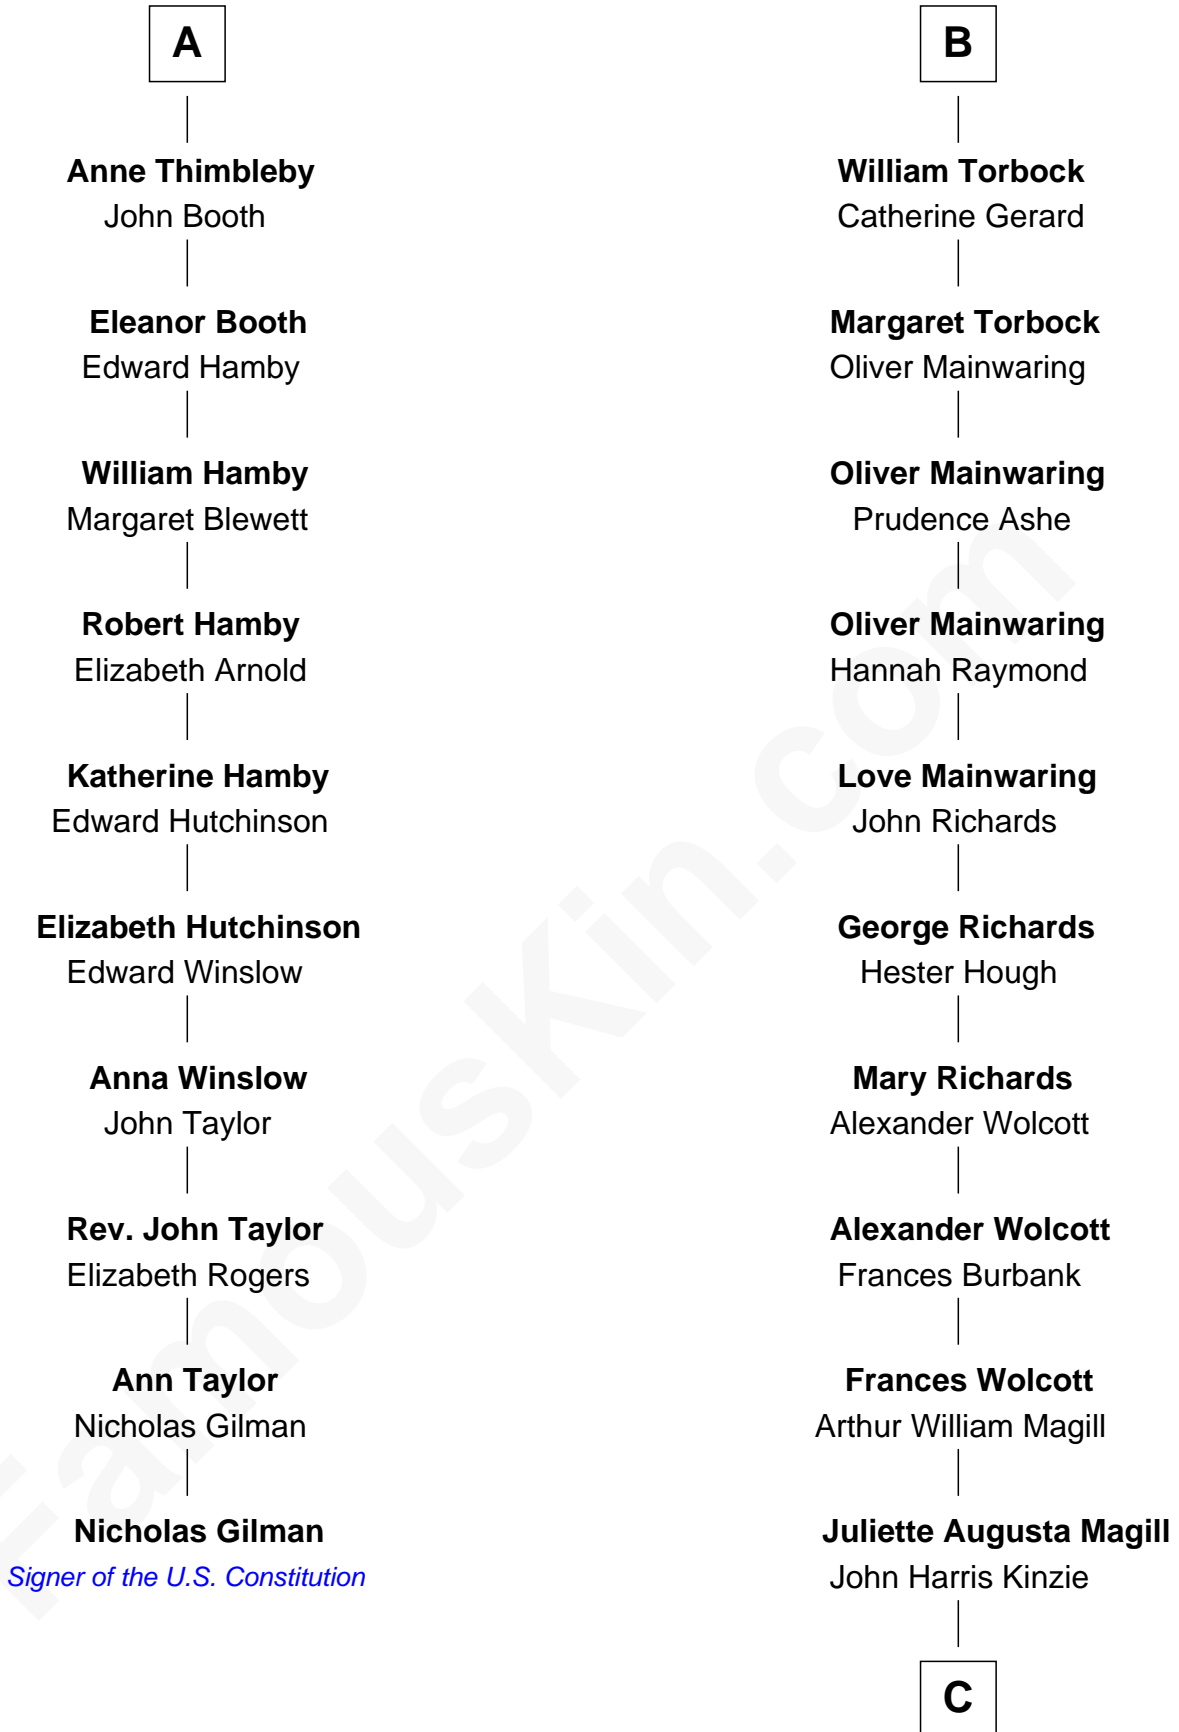 A
Anne Thimbleby
John Booth
Eleanor Booth
Edward Hamby
William Hamby
Margaret Blewett
Robert Hamby
Elizabeth Arnold
Katherine Hamby
Edward Hutchinson
Elizabeth Hutchinson
Edward Winslow
Anna Winslow
John Taylor
Rev. John Taylor
Elizabeth Rogers
Ann Taylor
Nicholas Gilman
Nicholas Gilman
Signer of the U.S. Constitution
B
William Torbock
Catherine Gerard
Margaret Torbock
Oliver Mainwaring
Oliver Mainwaring
Prudence Ashe
Oliver Mainwaring
Hannah Raymond
Love Mainwaring
John Richards
George Richards
Hester Hough
Mary Richards
Alexander Wolcott
Alexander Wolcott
Frances Burbank
Frances Wolcott
Arthur William Magill
Juliette Augusta Magill
John Harris Kinzie
C
FamousKin.com